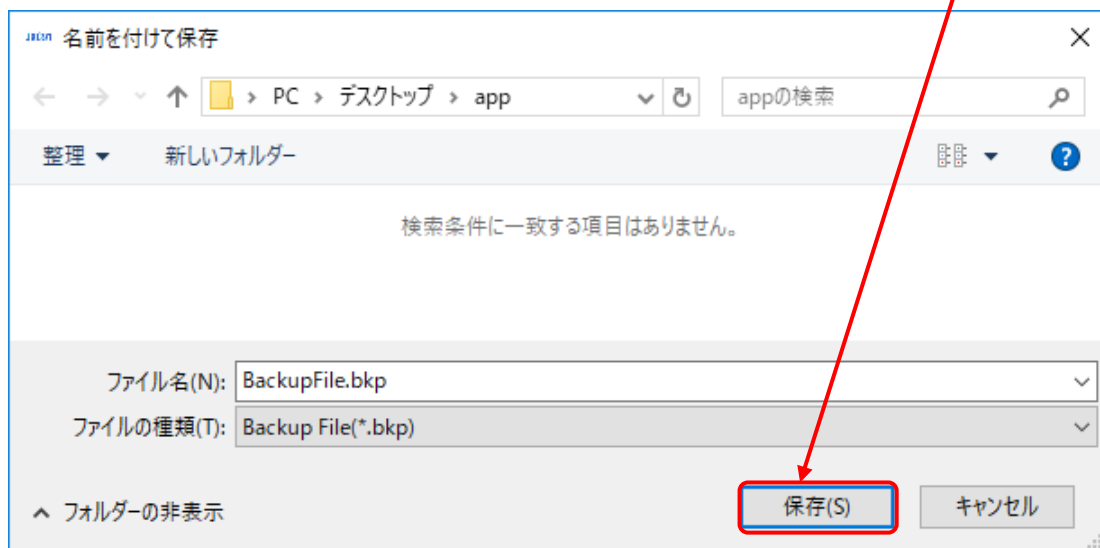 名前を付けて保存
PC › デスクトップ › app
appの検索
整理
新しいフォルダー
?
検索条件に一致する項目はありません。
ファイル名(N): BackupFile.bkp
ファイルの種類(T): Backup File(*.bkp)
フォルダーの非表示
保存(S)
キャンセル